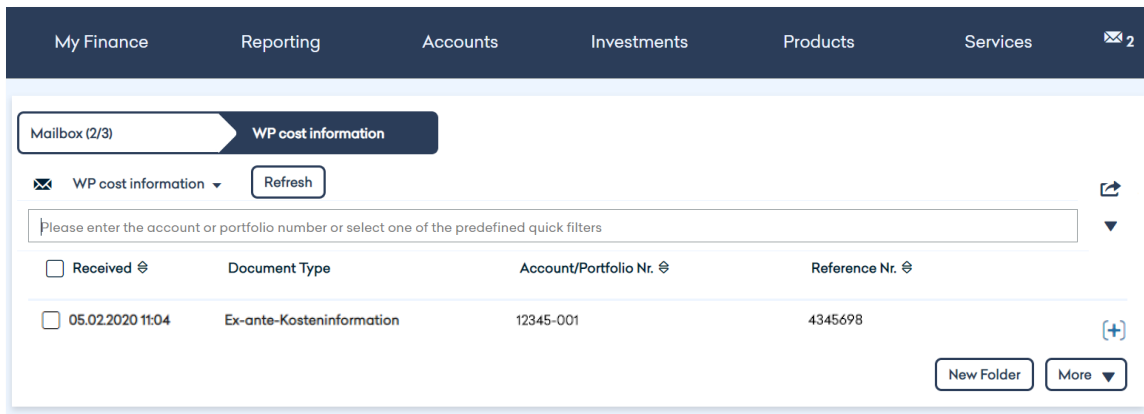 My Finance Reporting Accounts Investments Products Services 2
Mailbox (2/3) WP cost information
WP cost information Refresh
Please enter the account or portfolio number or select one of the predefined quick filters
Received Document Type Account/Portfolio Nr. Reference Nr.
05.02.2020 11:04 Ex-ante-Kosteninformation 12345-001 4345698
New Folder More